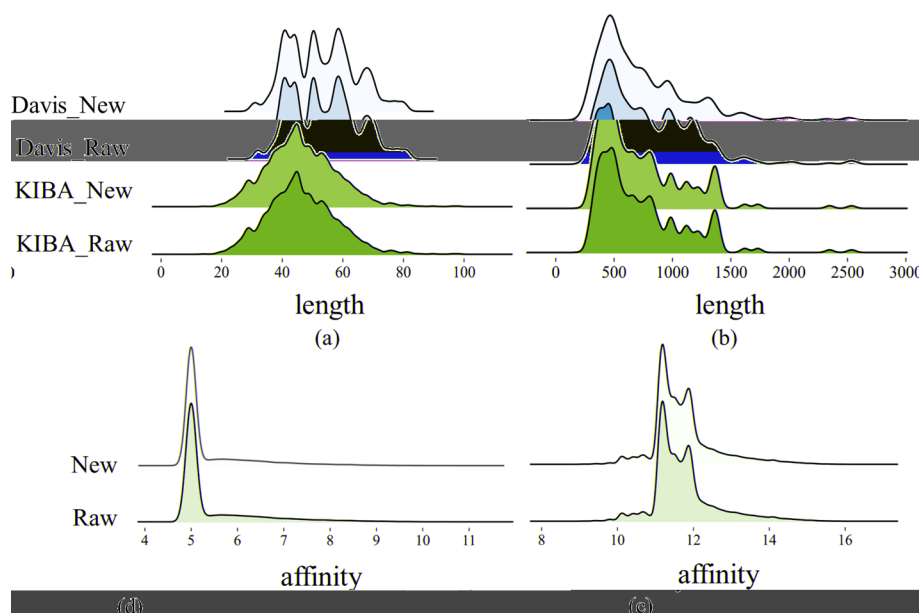 Davis_New
Davis_Raw
KIBA_New
KIBA_Raw
0 20 40 60 80 100
0 500 1000 1500 2000 2500 3000
length
length
(a)
(b)
New
Raw
4 5 6 7 8 9 10 11
8 10 12 14 16
affinity
affinity
(d)
(c)